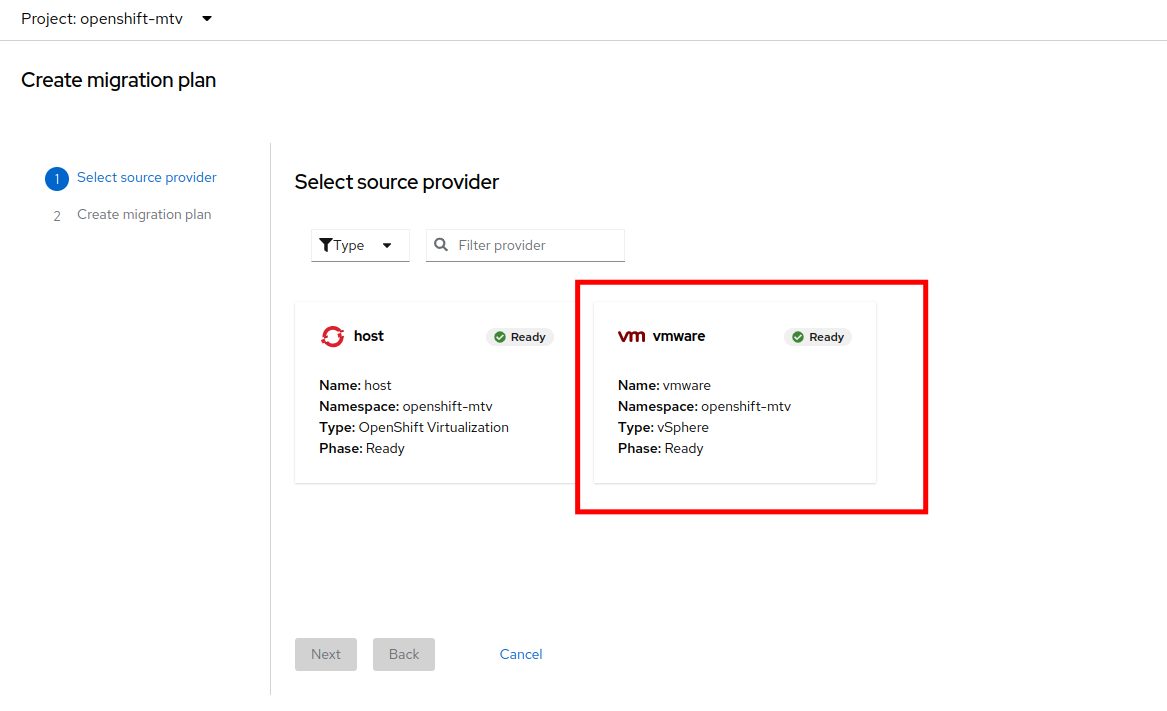 Project: openshift-mtv
Create migration plan
1 Select source provider
2 Create migration plan
Select source provider
Type
Filter provider
host Ready
Name: host
Namespace: openshift-mtv
Type: OpenShift Virtualization
Phase: Ready
vm vmware Ready
Name: vmware
Namespace: openshift-mtv
Type: vSphere
Phase: Ready
Next Back Cancel